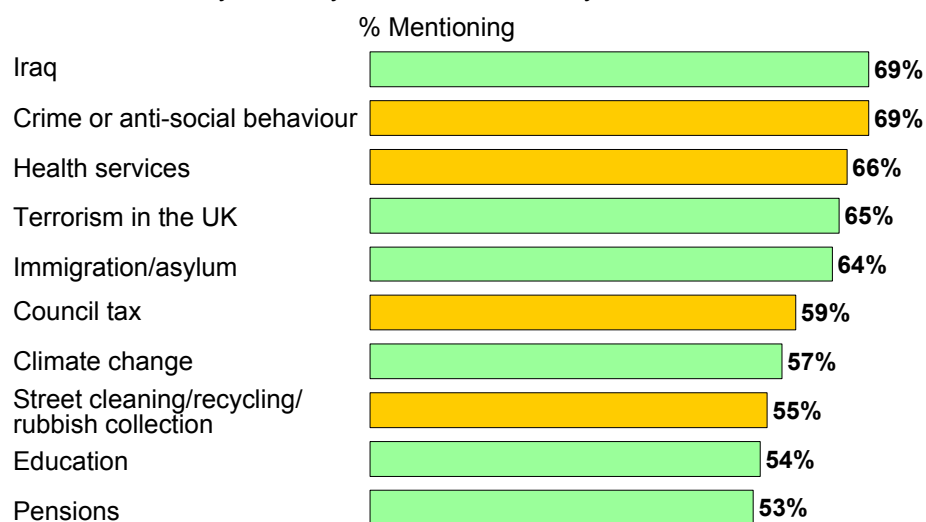 % Mentioning
Iraq 69%
Crime or anti-social behaviour 69%
Health services 66%
Terrorism in the UK 65%
Immigration/asylum 64%
Council tax 59%
Climate change 57%
Street cleaning/recycling/
rubbish collection 55%
Education 54%
Pensions 53%